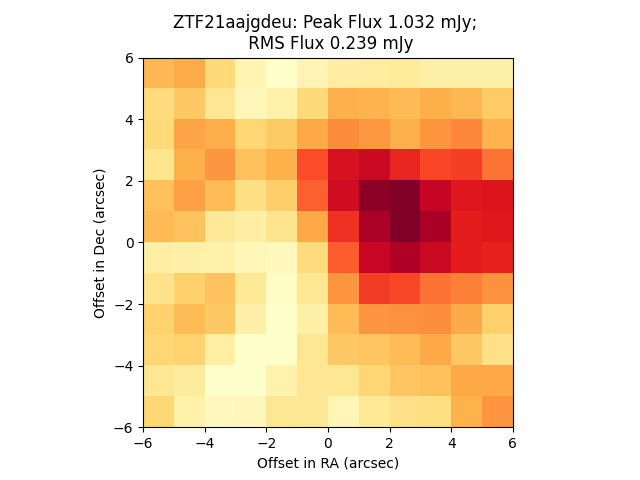 ZTF21aajgdeu: Peak Flux 1.032 mJy;
RMS Flux 0.239 mJy
6
4
2
0
−2
−4
−6
Offset in Dec (arcsec)
−6 −4 −2 0 2 4 6
Offset in RA (arcsec)